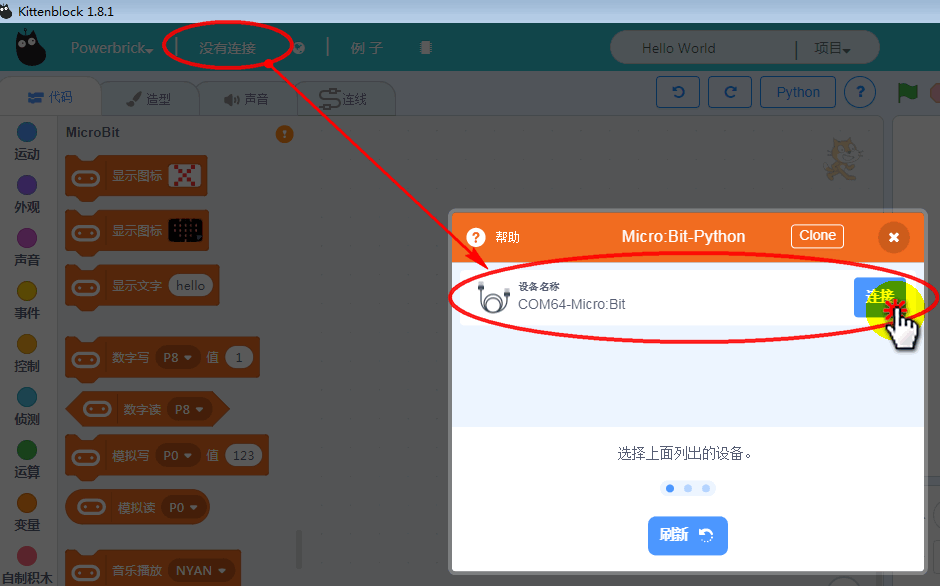 Kittenblock 1.8.1
Powerbrick 没有连接 例子 Hello World 项目
代码 造型 声音 连线 Python ?
MicroBit !
运动
外观
声音
事件
控制
侦测
运算
变量
自制积木
显示图标
显示图标
显示文字 hello
数字写 P8 值 1
数字读 P8
模拟写 P0 值 123
模拟读 P0
音乐播放 NYAN
? 帮助 Micro:Bit-Python Clone
设备名称
COM64-Micro:Bit
连接
选择上面列出的设备。
刷新